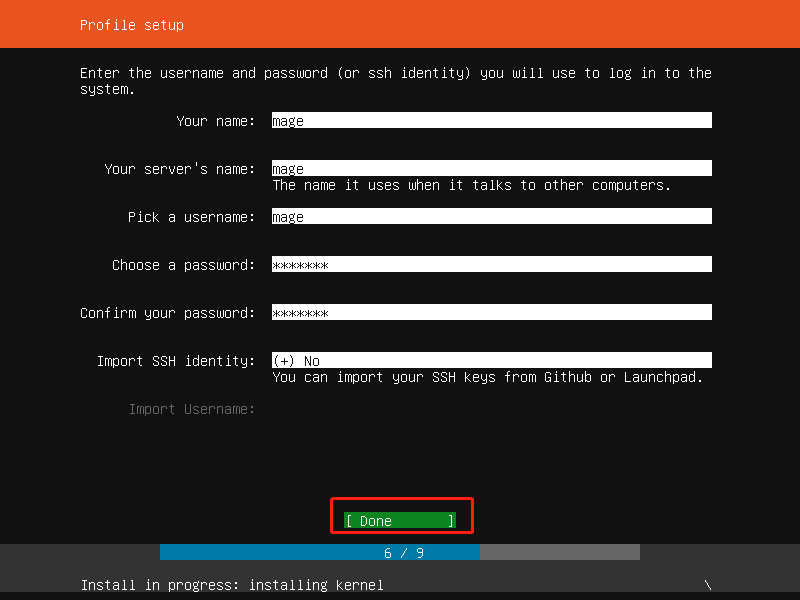 Profile setup
Enter the username and password (or ssh identity) you will use to log in to the
system.
Your name: mage
Your server's name: mage
The name it uses when it talks to other computers.
Pick a username: mage
Choose a password: *******
Confirm your password: *******
Import SSH identity: (+) No
You can import your SSH keys from Github or Launchpad.
Import Username:
[ Done ]
6 / 9
Install in progress: installing kernel \